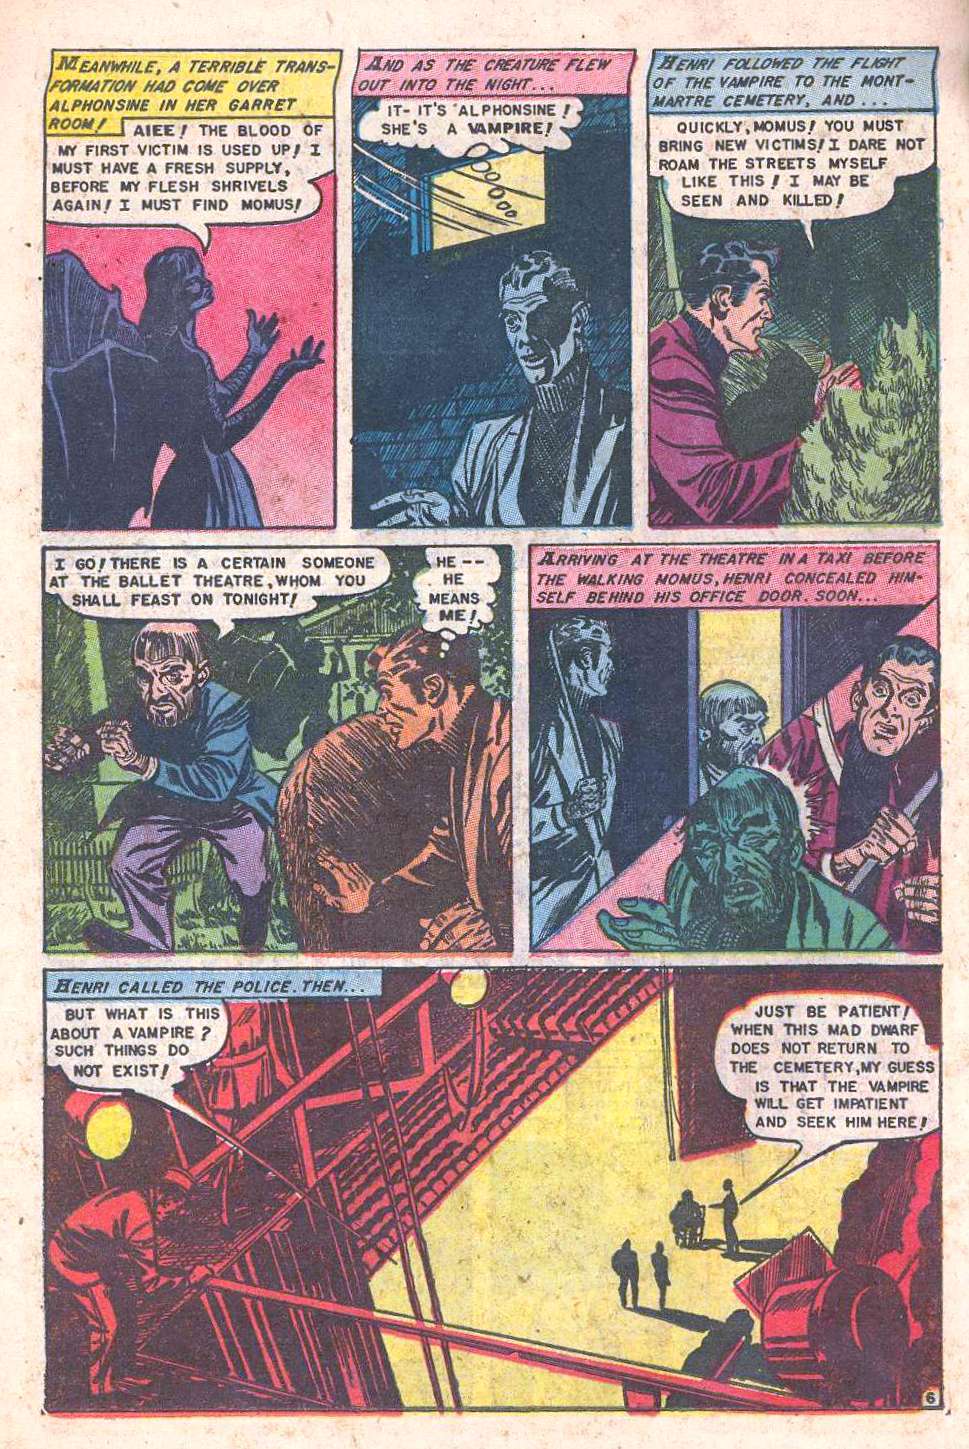 MEANWHILE, A TERRIBLE TRANS-
FORMATION HAD COME OVER
ALPHONSINE IN HER GARRET
ROOM!
AIEE! THE BLOOD OF
MY FIRST VICTIM IS USED UP! I
MUST HAVE A FRESH SUPPLY,
BEFORE MY FLESH SHRIVELS
AGAIN! I MUST FIND MOMUS!
AND AS THE CREATURE FLEW
OUT INTO THE NIGHT...
IT- IT'S ALPHONSINE!
SHE'S A VAMPIRE!
HENRI FOLLOWED THE FLIGHT
OF THE VAMPIRE TO THE MONT-
MARTRE CEMETERY, AND...
QUICKLY, MOMUS! YOU MUST
BRING NEW VICTIMS! I DARE NOT
ROAM THE STREETS MYSELF
LIKE THIS! I MAY BE
SEEN AND KILLED!
I GO! THERE IS A CERTAIN SOMEONE
AT THE BALLET THEATRE, WHOM YOU
SHALL FEAST ON TONIGHT!
HE --
HE
MEANS
ME!
ARRIVING AT THE THEATRE IN A TAXI BEFORE
THE WALKING MOMUS, HENRI CONCEALED HIM-
SELF BEHIND HIS OFFICE DOOR. SOON...
HENRI CALLED THE POLICE. THEN...
BUT WHAT IS THIS
ABOUT A VAMPIRE?
SUCH THINGS DO
NOT EXIST!
JUST BE PATIENT!
WHEN THIS MAD DWARF
DOES NOT RETURN TO
THE CEMETERY, MY GUESS
IS THAT THE VAMPIRE
WILL GET IMPATIENT
AND SEEK HIM HERE!
6